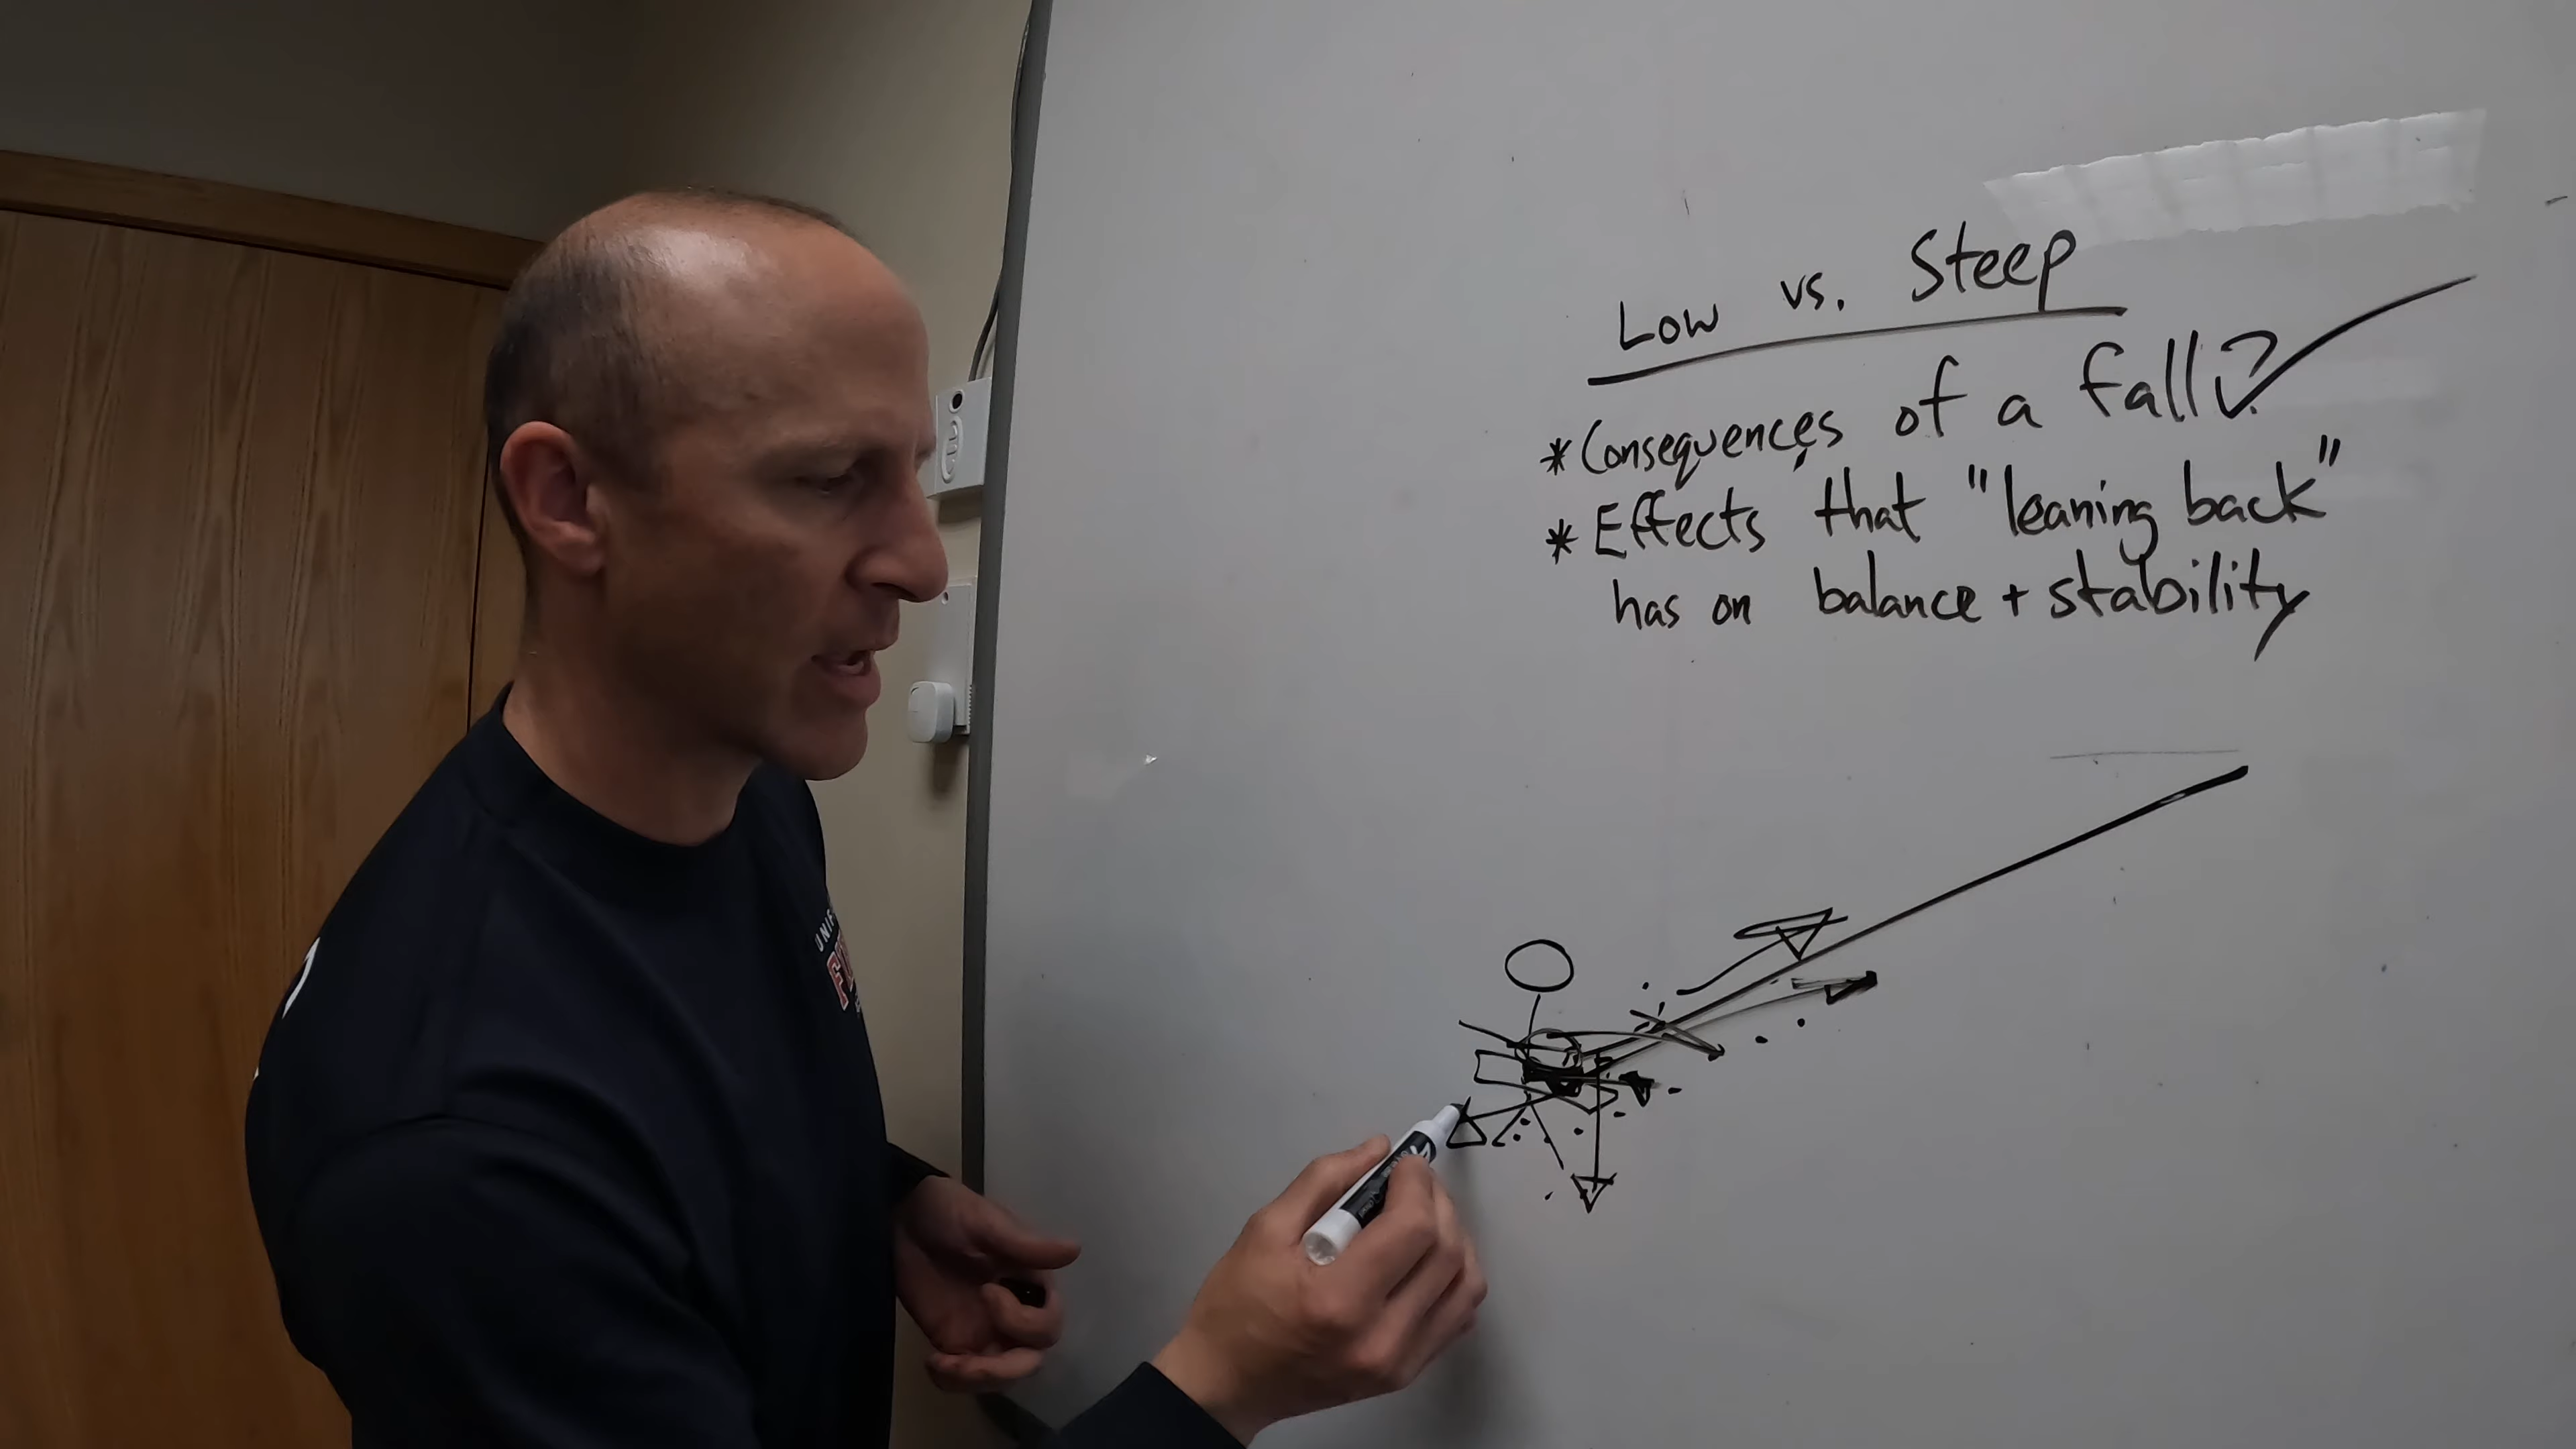 Low vs. Steep
* Consequences of a fall?
* Effects that "leaning back"
has on balance + stability